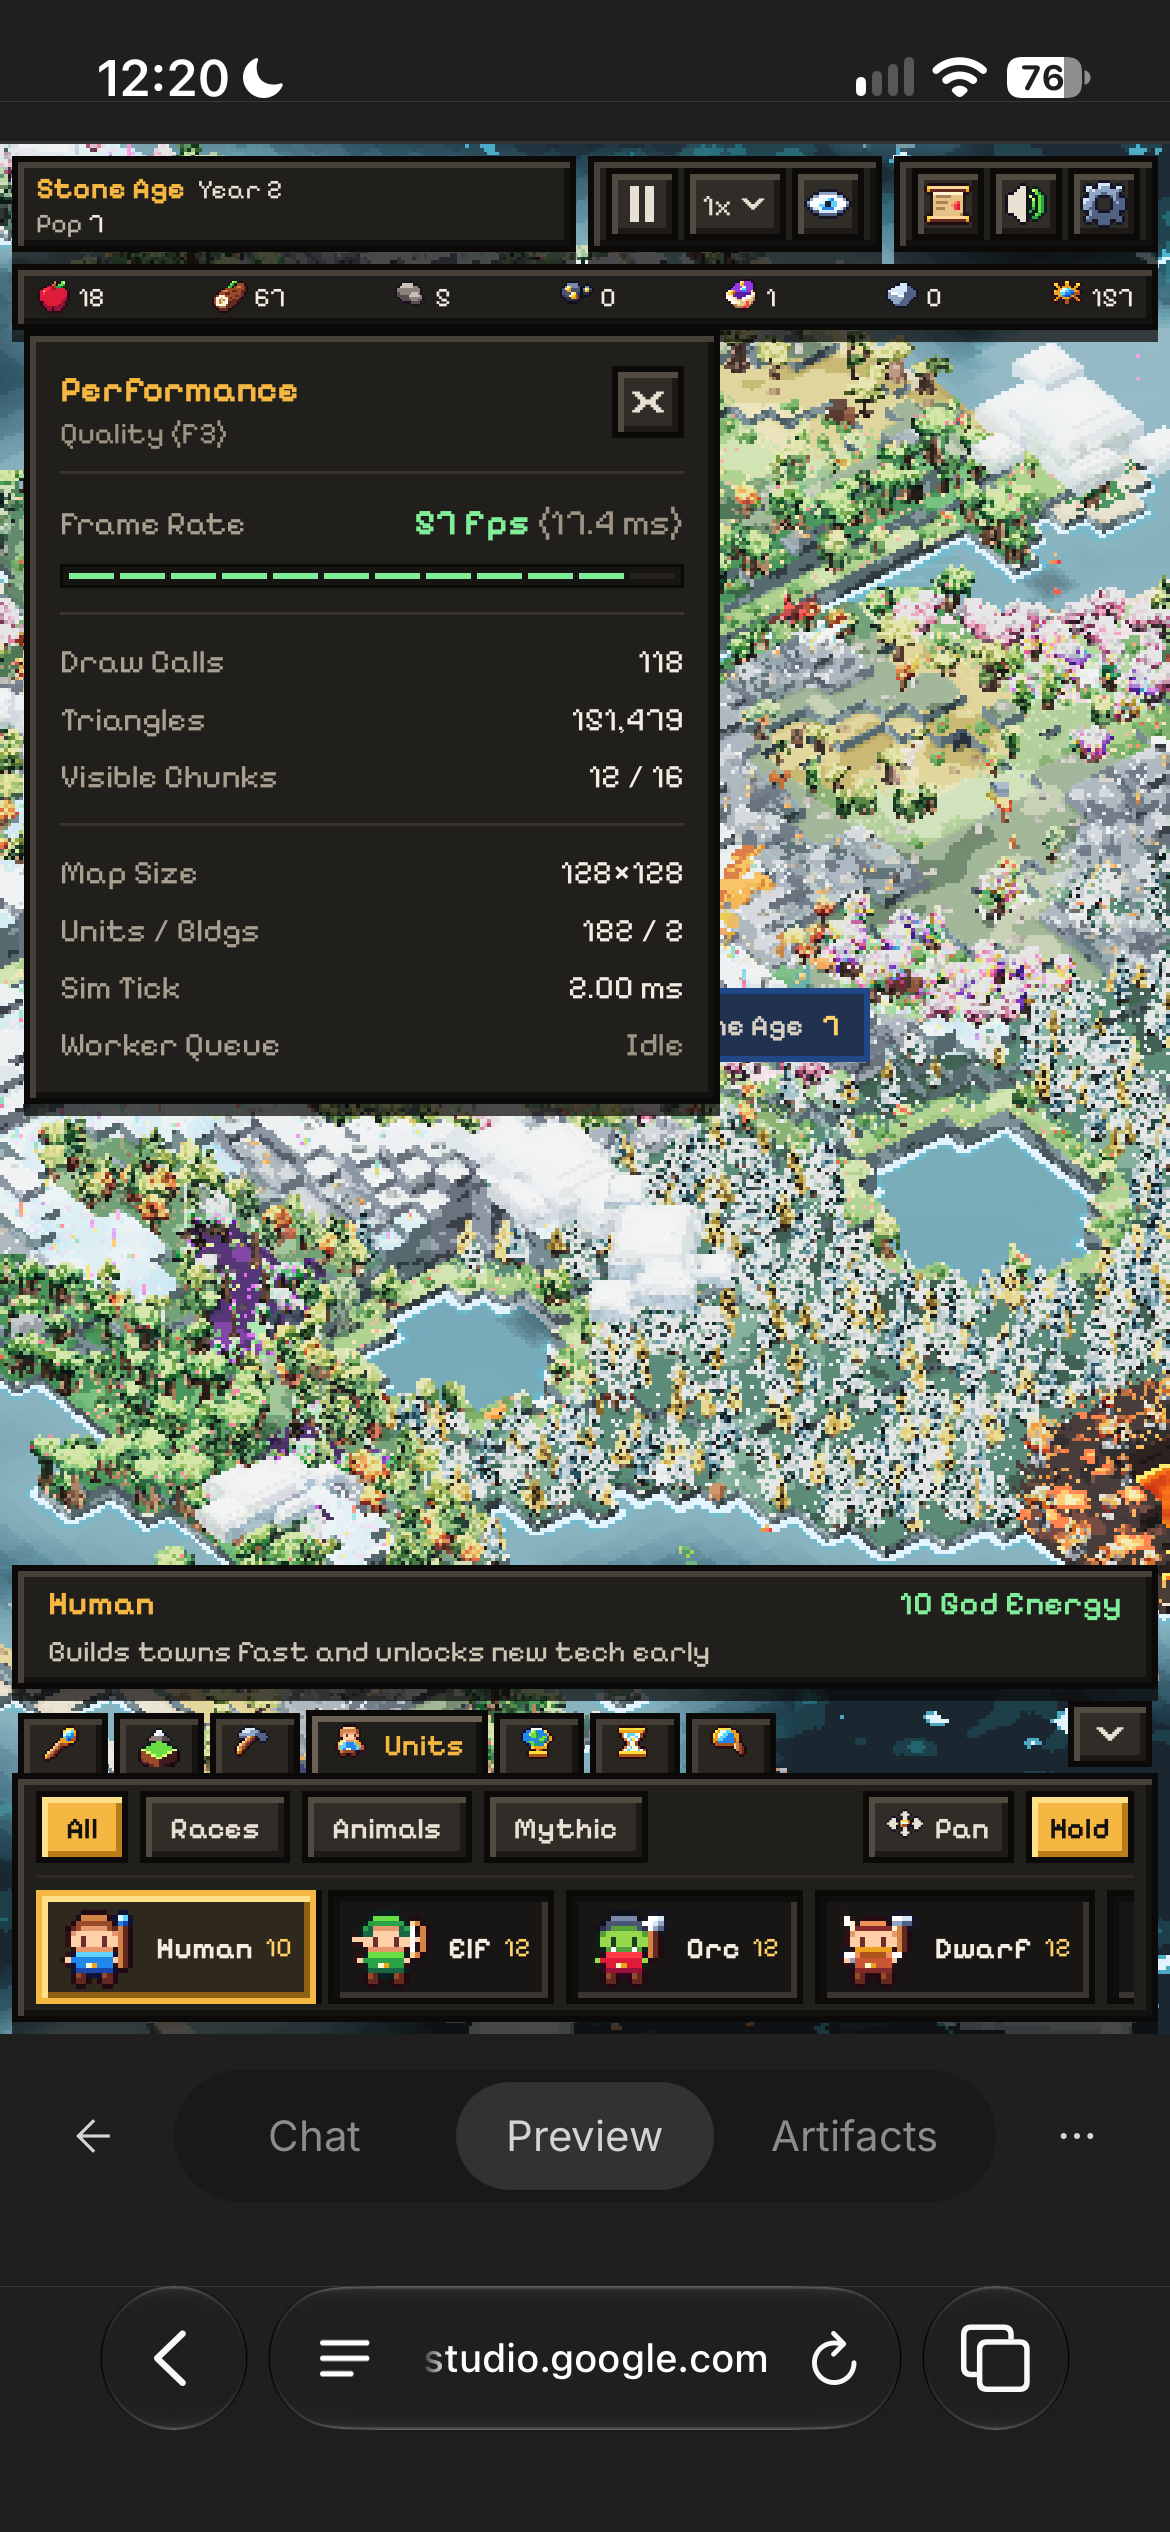 12:20
76
Stone Age Year 2
Pop 7
1x
18
67
5
0
1
0
157
Performance
Quality (F3)
Frame Rate 57 fps (17.4 ms)
Draw Calls 118
Triangles 151,479
Visible Chunks 12 / 16
Map Size 128×128
Units / Bldgs 182 / 2
Sim Tick 2.00 ms
Worker Queue Idle
ne Age 7
Human 10 God Energy
Builds towns fast and unlocks new tech early
Units
All Races Animals Mythic Pan Hold
Human 10 Elf 12 Orc 12 Dwarf 12
Chat Preview Artifacts
studio.google.com